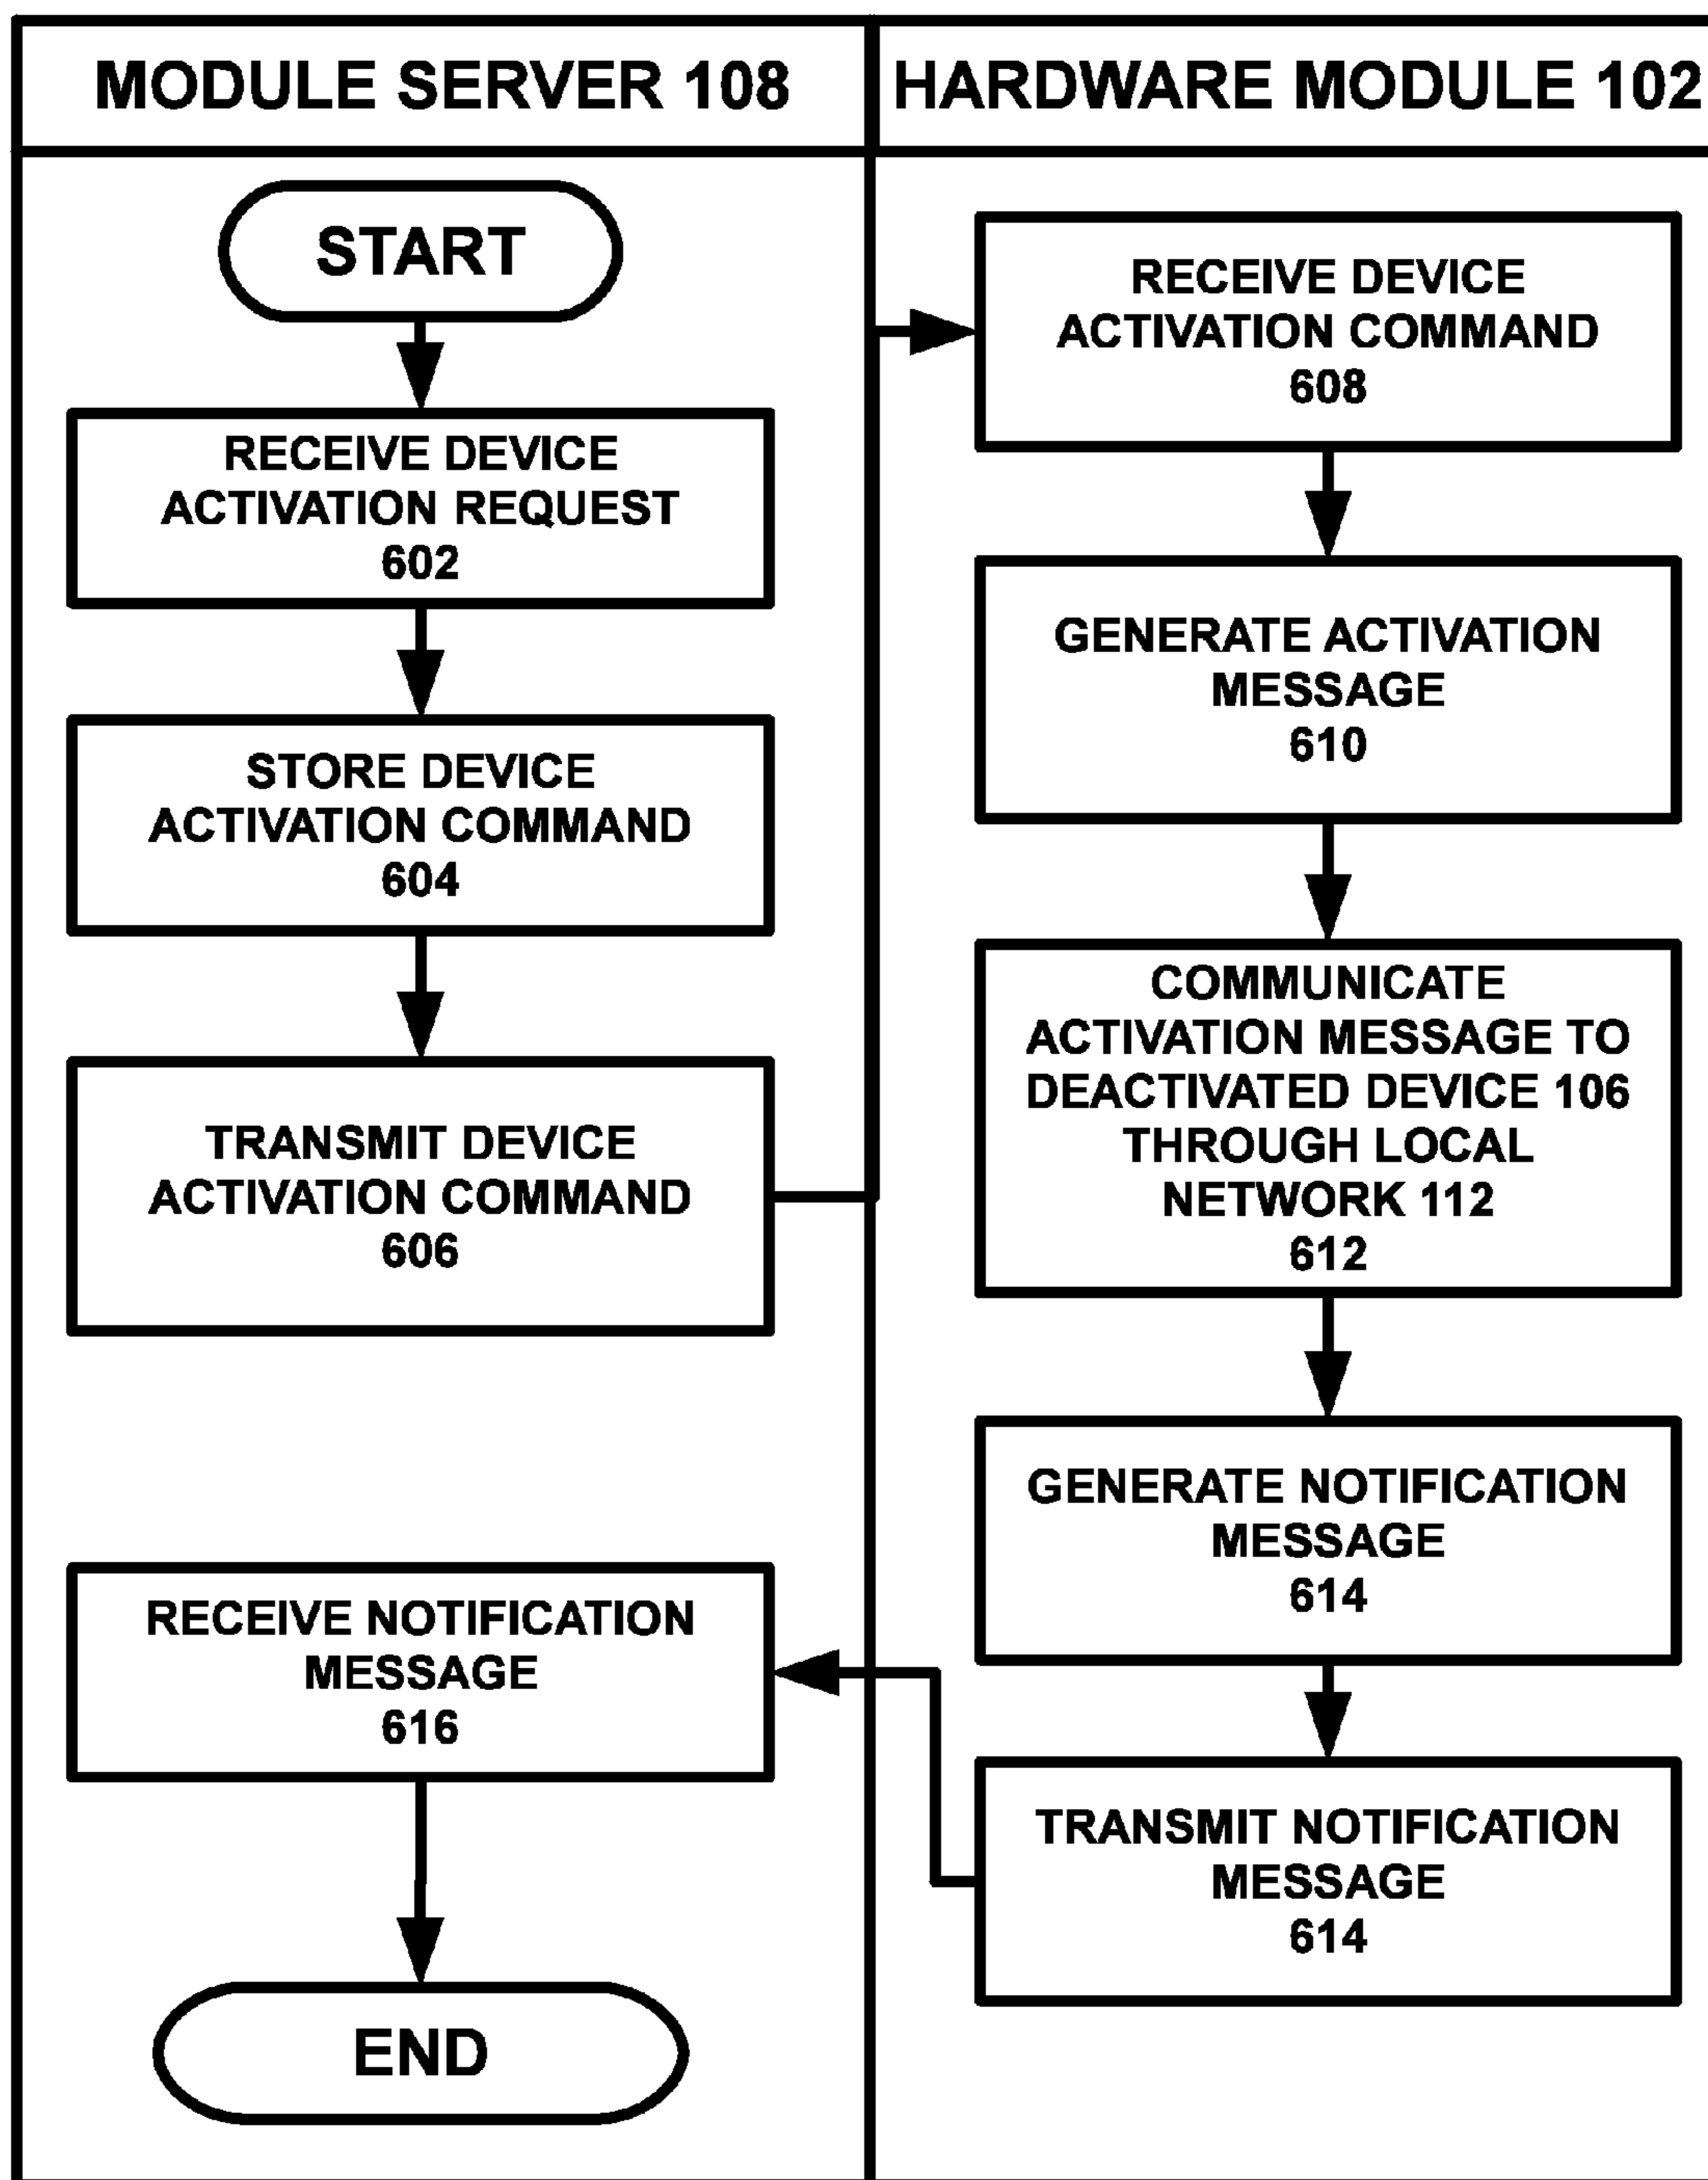 MODULE SERVER 108
HARDWARE MODULE 102
START
RECEIVE DEVICE
ACTIVATION REQUEST
602
STORE DEVICE
ACTIVATION COMMAND
604
TRANSMIT DEVICE
ACTIVATION COMMAND
606
RECEIVE DEVICE
ACTIVATION COMMAND
608
GENERATE ACTIVATION
MESSAGE
610
COMMUNICATE
ACTIVATION MESSAGE TO
DEACTIVATED DEVICE 106
THROUGH LOCAL
NETWORK 112
612
GENERATE NOTIFICATION
MESSAGE
614
TRANSMIT NOTIFICATION
MESSAGE
614
RECEIVE NOTIFICATION
MESSAGE
616
END